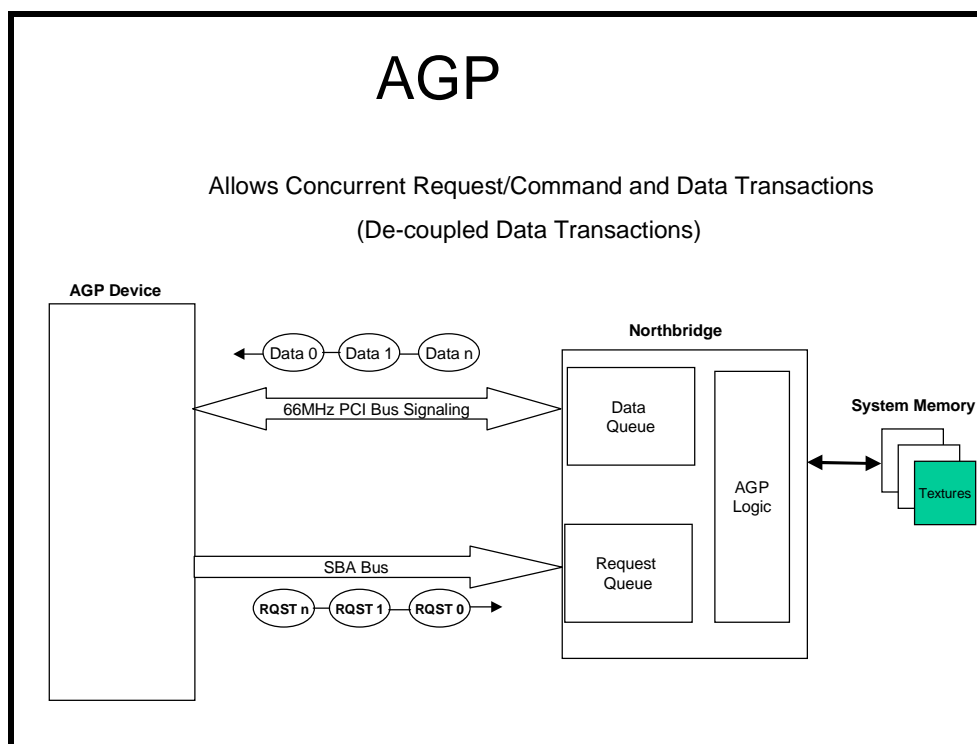 AGP
Allows Concurrent Request/Command and Data Transactions
(De-coupled Data Transactions)
AGP Device
Data 0
Data 1
Data n
66MHz PCI Bus Signaling
SBA Bus
RQST n
RQST 1
RQST 0
Northbridge
Data
Queue
Request
Queue
AGP
Logic
System Memory
Textures